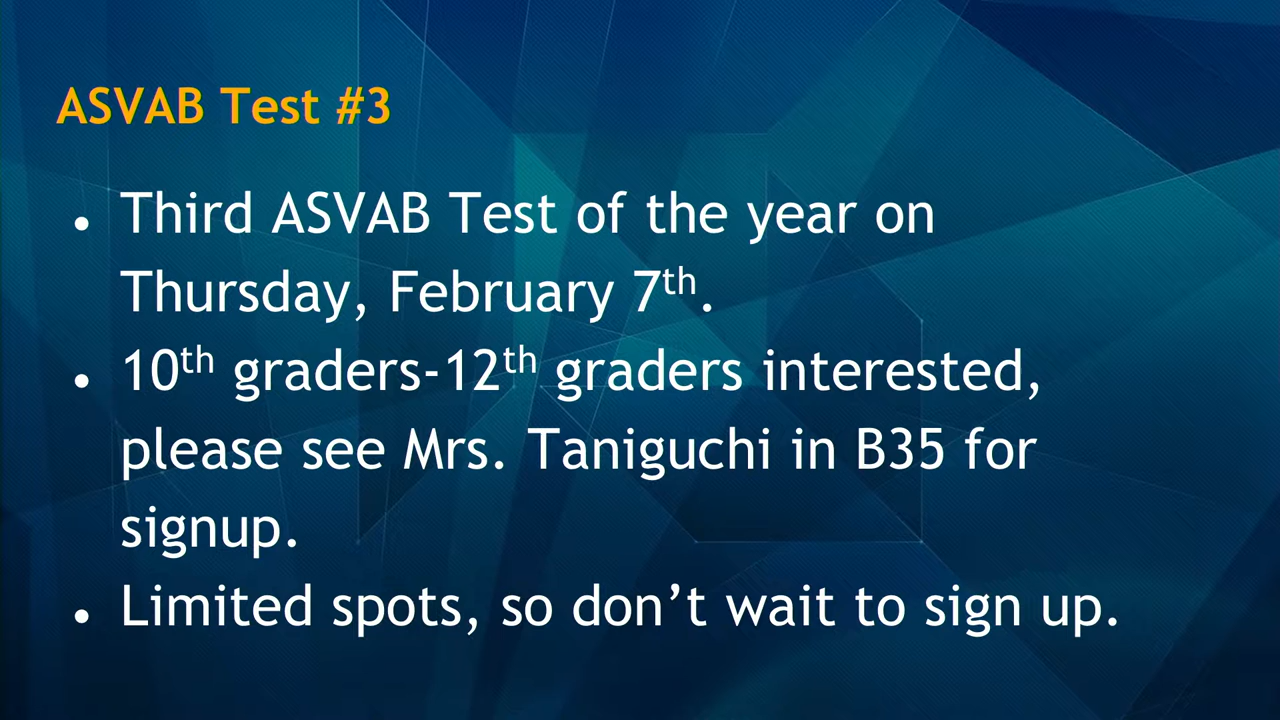 ASVAB Test #3
• Third ASVAB Test of the year on
Thursday, February 7th.
• 10th graders-12th graders interested,
please see Mrs. Taniguchi in B35 for
signup.
• Limited spots, so don’t wait to sign up.